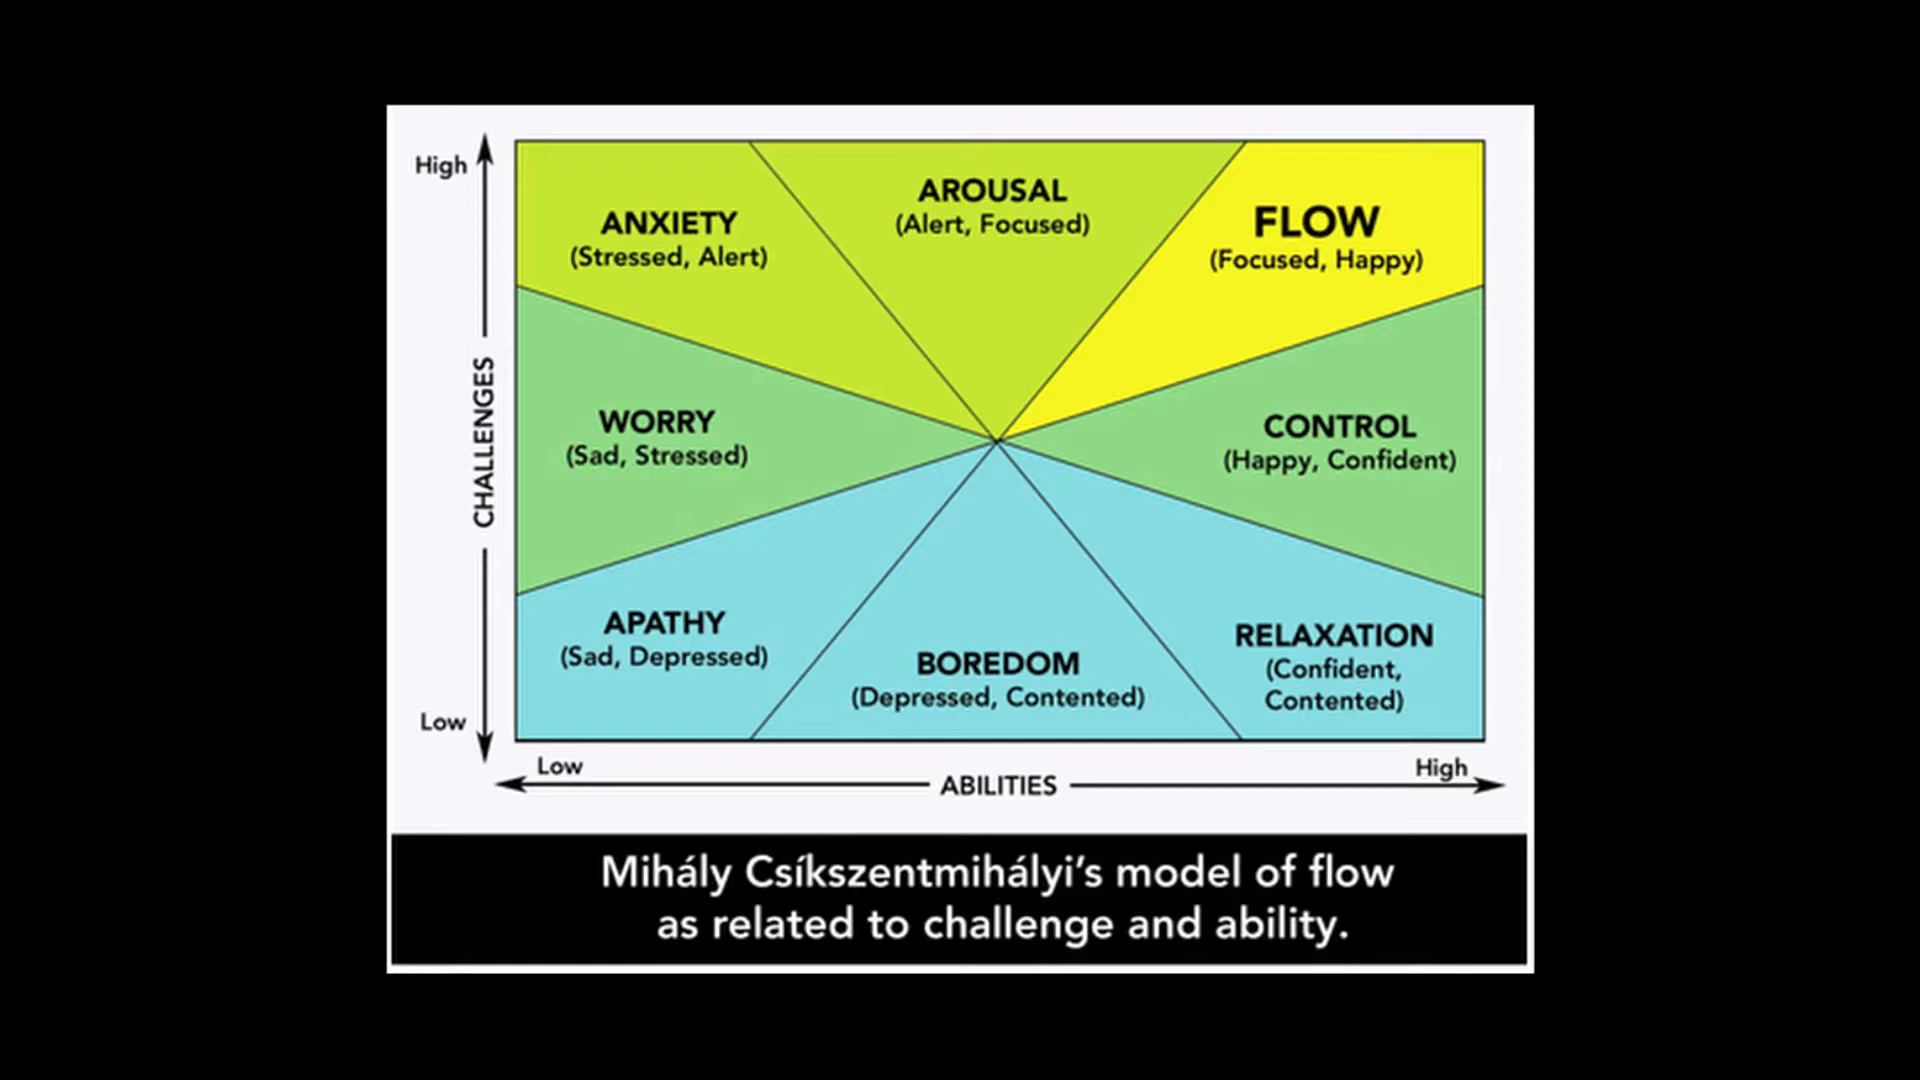 High
ANXIETY
(Stressed, Alert)
AROUSAL
(Alert, Focused)
FLOW
(Focused, Happy)
CHALLENGES
WORRY
(Sad, Stressed)
CONTROL
(Happy, Confident)
APATHY
(Sad, Depressed)
BOREDOM
(Depressed, Contented)
RELAXATION
(Confident,
Contented)
Low
Low
ABILITIES
High
Mihály Csíkszentmihályi’s model of flow
as related to challenge and ability.